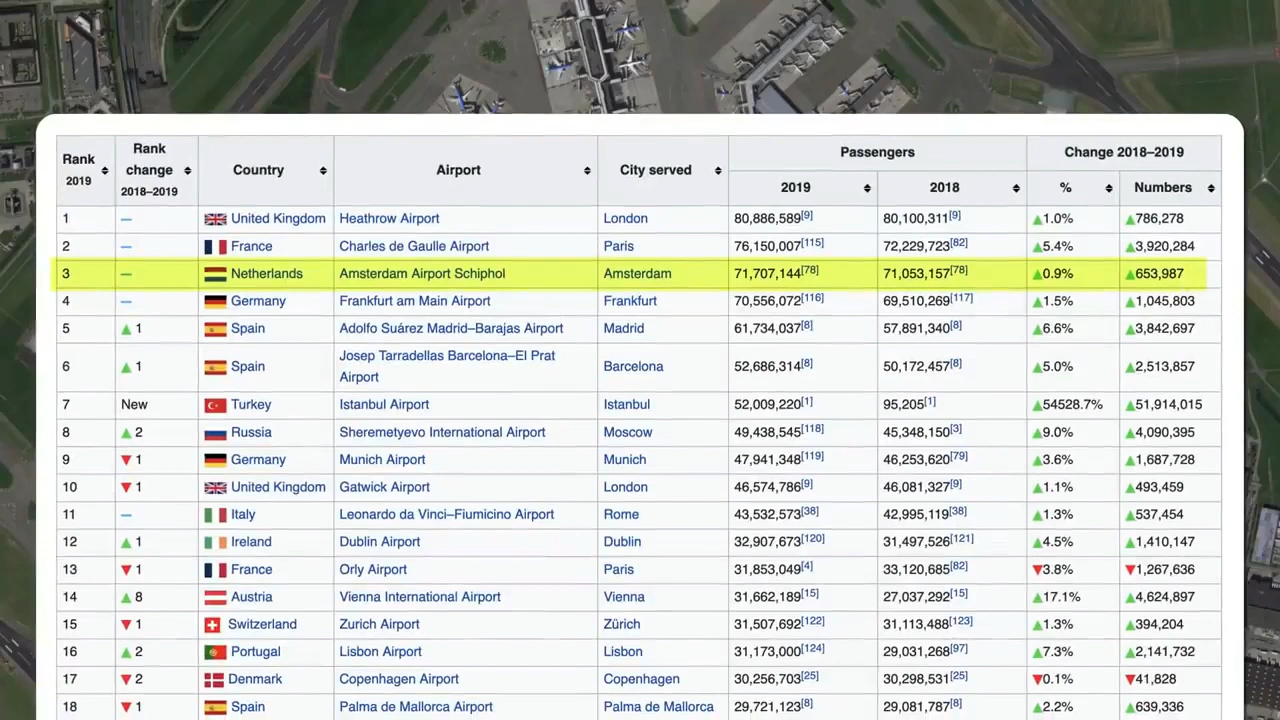 Rank 2019 Rank change 2018–2019 Country Airport City served Passengers Change 2018–2019
2019 2018 % Numbers
1 – United Kingdom Heathrow Airport London 80,886,589[9] 80,100,311[9] ▲1.0% ▲786,278
2 – France Charles de Gaulle Airport Paris 76,150,007[115] 72,229,723[82] ▲5.4% ▲3,920,284
3 – Netherlands Amsterdam Airport Schiphol Amsterdam 71,707,144[78] 71,053,157[78] ▲0.9% ▲653,987
4 – Germany Frankfurt am Main Airport Frankfurt 70,556,072[116] 69,510,269[117] ▲1.5% ▲1,045,803
5 ▲ 1 Spain Adolfo Suárez Madrid–Barajas Airport Madrid 61,734,037[8] 57,891,340[8] ▲6.6% ▲3,842,697
6 ▲ 1 Spain Josep Tarradellas Barcelona–El Prat Airport Barcelona 52,686,314[8] 50,172,457[8] ▲5.0% ▲2,513,857
7 New Turkey Istanbul Airport Istanbul 52,009,220[1] 95,205[1] ▲54528.7% ▲51,914,015
8 ▲ 2 Russia Sheremetyevo International Airport Moscow 49,438,545[118] 45,348,150[3] ▲9.0% ▲4,090,395
9 ▼ 1 Germany Munich Airport Munich 47,941,348[119] 46,253,620[79] ▲3.6% ▲1,687,728
10 ▼ 1 United Kingdom Gatwick Airport London 46,574,786[9] 46,081,327[9] ▲1.1% ▲493,459
11 – Italy Leonardo da Vinci–Fiumicino Airport Rome 43,532,573[38] 42,995,119[38] ▲1.3% ▲537,454
12 ▲ 1 Ireland Dublin Airport Dublin 32,907,673[120] 31,497,526[121] ▲4.5% ▲1,410,147
13 ▼ 1 France Orly Airport Paris 31,853,049[4] 33,120,685[82] ▼3.8% ▼1,267,636
14 ▲ 8 Austria Vienna International Airport Vienna 31,662,189[15] 27,037,292[15] ▲17.1% ▲4,624,897
15 ▼ 1 Switzerland Zurich Airport Zürich 31,507,692[122] 31,113,488[123] ▲1.3% ▲394,204
16 ▲ 2 Portugal Lisbon Airport Lisbon 31,173,000[124] 29,031,268[97] ▲7.3% ▲2,141,732
17 ▼ 2 Denmark Copenhagen Airport Copenhagen 30,256,703[25] 30,298,531[25] ▼0.1% ▼41,828
18 ▼ 1 Spain Palma de Mallorca Airport Palma de Mallorca 29,721,123[8] 29,081,787[8] ▲2.2% ▲639,336